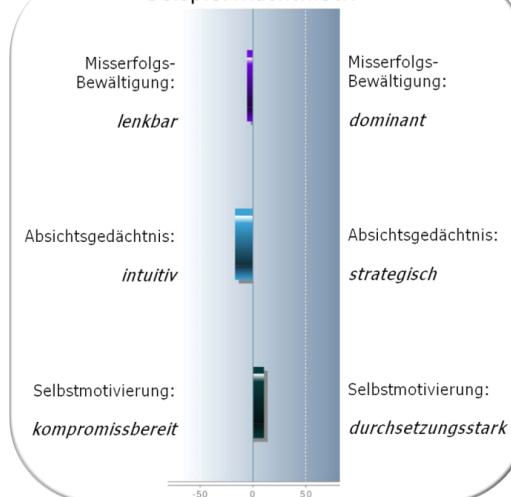 Misserfolgs-
Bewältigung:
lenkbar
Misserfolgs-
Bewältigung:
dominant
Absichtsgedächtnis:
intuitiv
Absichtsgedächtnis:
strategisch
Selbstmotivierung:
kompromissbereit
Selbstmotivierung:
durchsetzungsstark
-50 0 50